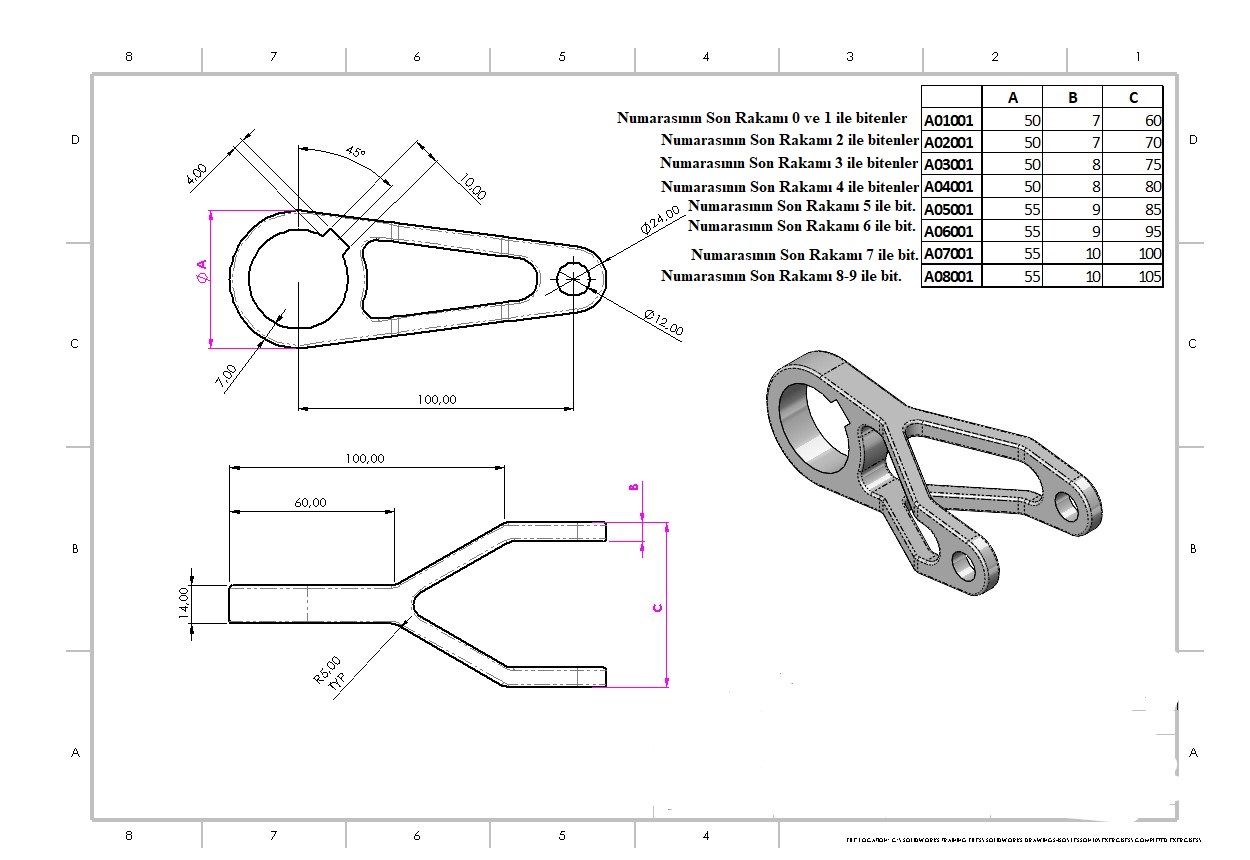 8 7 6 5 4 3 2 1
A B C
Numarasının Son Rakamı 0 ve 1 ile bitenler A01001 50 7 60
Numarasının Son Rakamı 2 ile bitenler A02001 50 7 70
Numarasının Son Rakamı 3 ile bitenler A03001 50 8 75
Numarasının Son Rakamı 4 ile bitenler A04001 50 8 80
Numarasının Son Rakamı 5 ile bit. A05001 55 9 85
Numarasının Son Rakamı 6 ile bit. A06001 55 9 95
Numarasının Son Rakamı 7 ile bit. A07001 55 10 100
Numarasının Son Rakamı 8-9 ile bit. A08001 55 10 105
D D
4,00
45°
10,00
Ø24,00
Ø A
Ø12,00
C C
7,00
100,00
100,00
60,00
B
B B
14,00
C
R5,00
TYP
A A
8 7 6 5 4